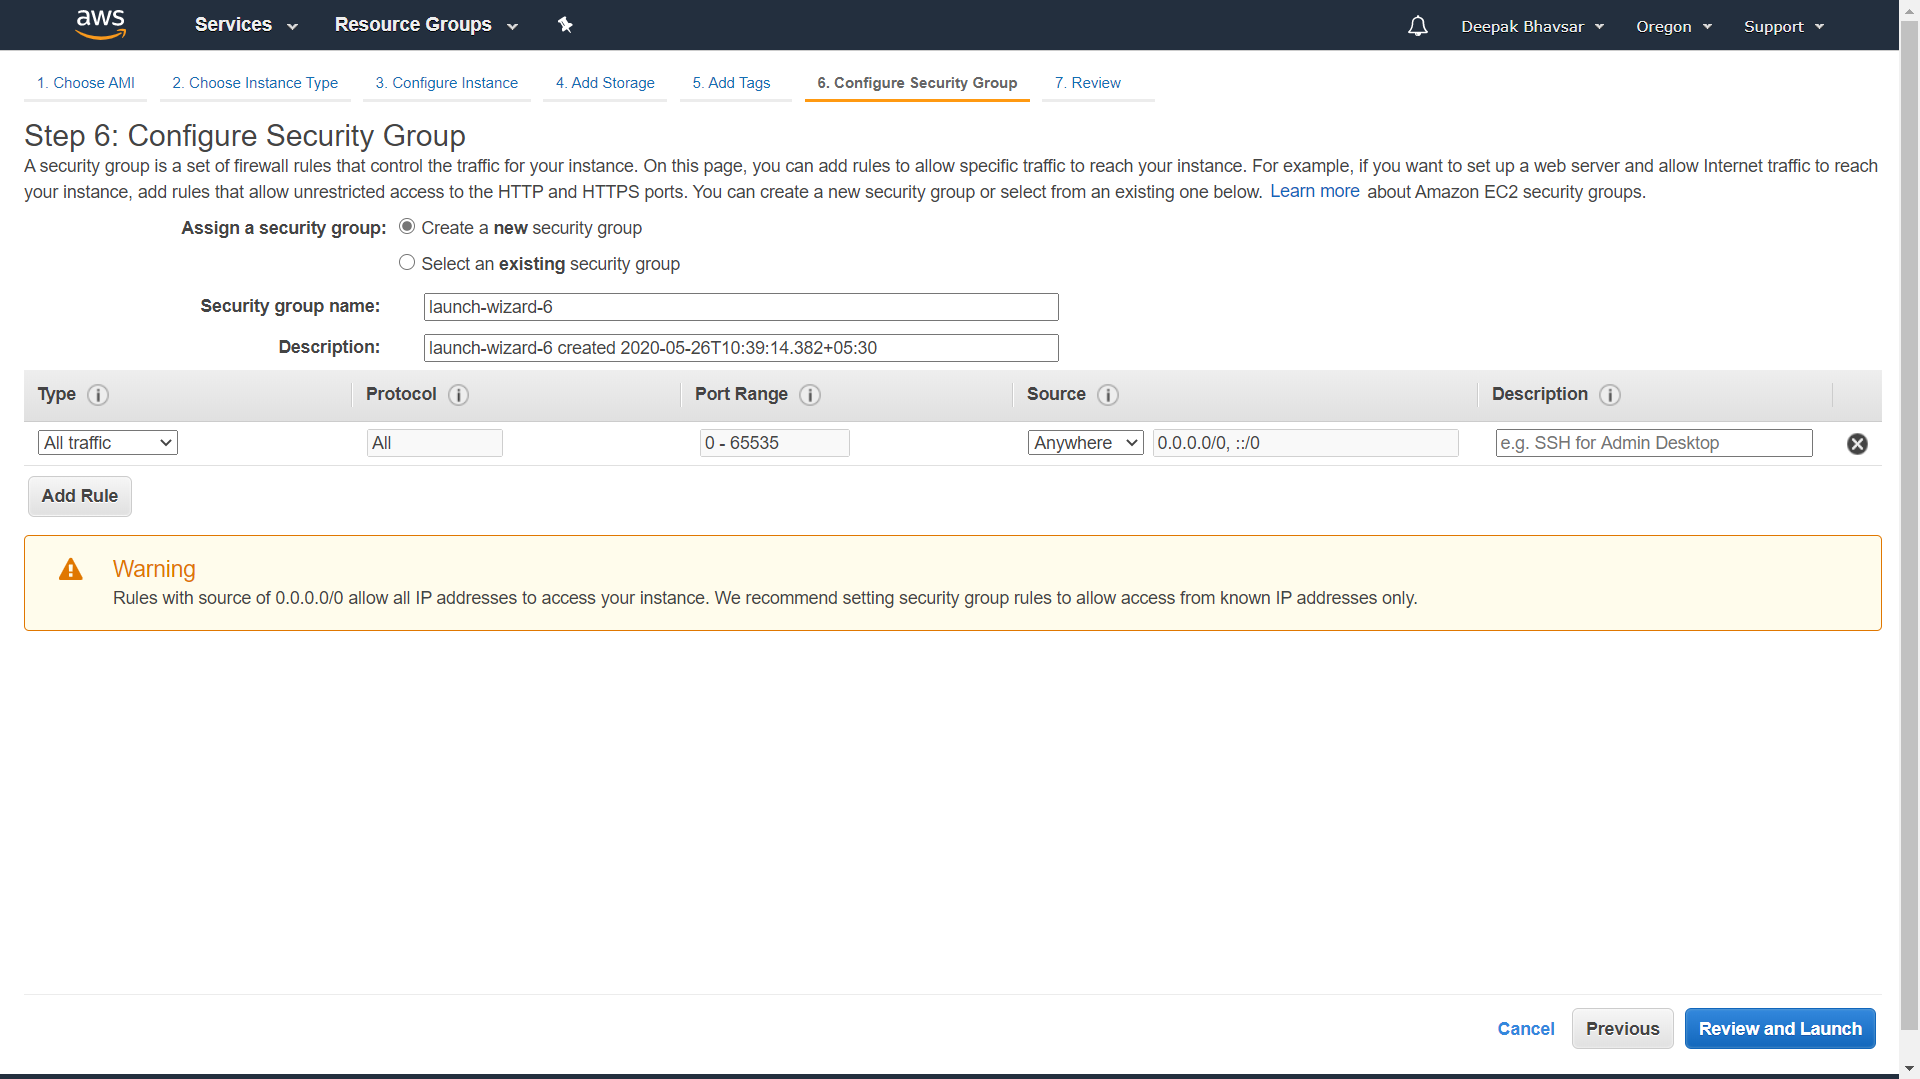 aws Services Resource Groups Deepak Bhavsar Oregon Support
1. Choose AMI 2. Choose Instance Type 3. Configure Instance 4. Add Storage 5. Add Tags 6. Configure Security Group 7. Review
Step 6: Configure Security Group
A security group is a set of firewall rules that control the traffic for your instance. On this page, you can add rules to allow specific traffic to reach your instance. For example, if you want to set up a web server and allow Internet traffic to reach
your instance, add rules that allow unrestricted access to the HTTP and HTTPS ports. You can create a new security group or select from an existing one below. Learn more about Amazon EC2 security groups.
Assign a security group: Create a new security group
Select an existing security group
Security group name: launch-wizard-6
Description: launch-wizard-6 created 2020-05-26T10:39:14.382+05:30
Type i Protocol i Port Range i Source i Description i
All traffic All 0 - 65535 Anywhere 0.0.0.0/0, ::/0 e.g. SSH for Admin Desktop
Add Rule
Warning
Rules with source of 0.0.0.0/0 allow all IP addresses to access your instance. We recommend setting security group rules to allow access from known IP addresses only.
Cancel Previous Review and Launch